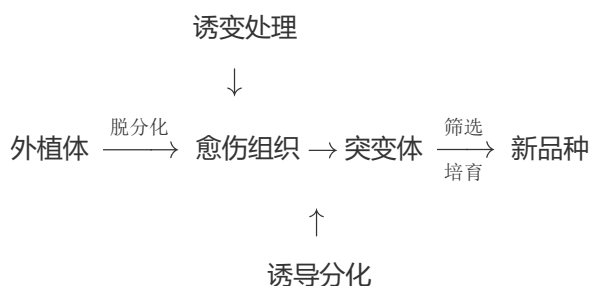 诱变处理
↓
脱分化 筛选
外植体 → 愈伤组织 → 突变体 → 新品种
培育
↑
诱导分化